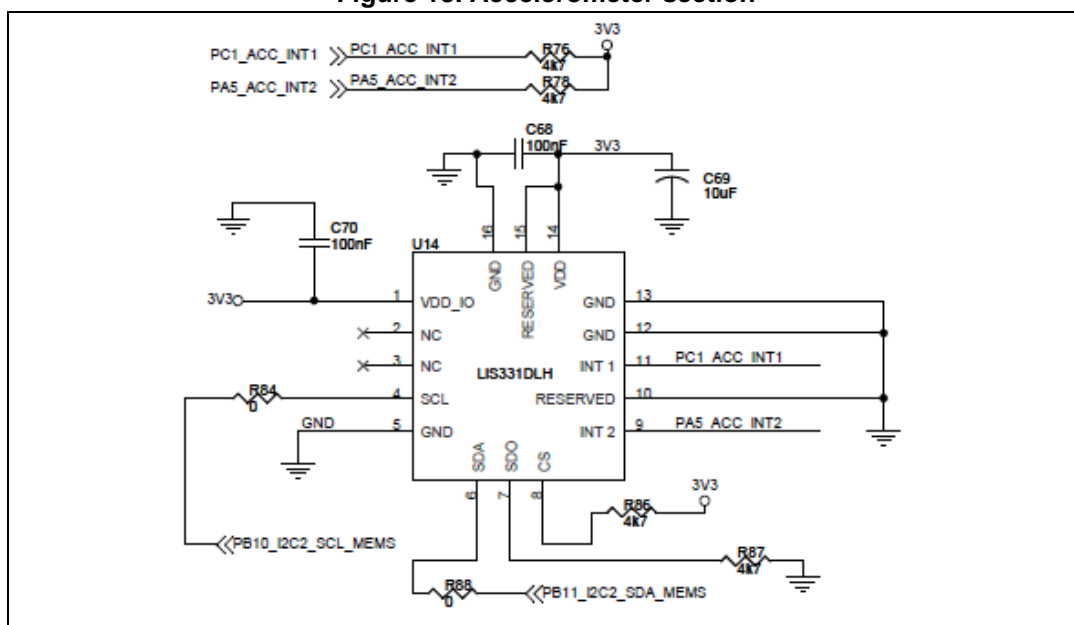 Figure 18. Accelerometer section
3V3
PC1_ACC_INT1 PC1_ACC_INT1 R76
4k7
PA5_ACC_INT2 PA5_ACC_INT2 R78
4k7
C68
100nF 3V3
C69
10uF
C70
100nF
U14
16 15 14
GND RESERVED VDD
3V3 1 VDD_IO GND 13
2 NC GND 12
3 NC LIS331DLH INT 1 11 PC1_ACC_INT1
R84
0
4 SCL RESERVED 10
GND 5 GND INT 2 9 PA5_ACC_INT2
SDA SDO CS
6 7 8
3V3
R86
4k7
PB10_I2C2_SCL_MEMS
R87
4k7
R88
0
PB11_I2C2_SDA_MEMS